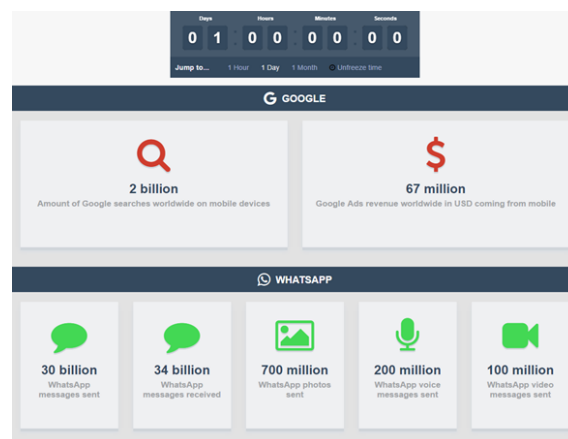 Days Hours Minutes Seconds
0 1 : 0 0 : 0 0 : 0 0
Jump to... 1 Hour 1 Day 1 Month Unfreeze time
GOOGLE
2 billion
Amount of Google searches worldwide on mobile devices
67 million
Google Ads revenue worldwide in USD coming from mobile
WHATSAPP
30 billion
WhatsApp
messages sent
34 billion
WhatsApp
messages received
700 million
WhatsApp photos
sent
200 million
WhatsApp voice
messages sent
100 million
WhatsApp video
messages sent